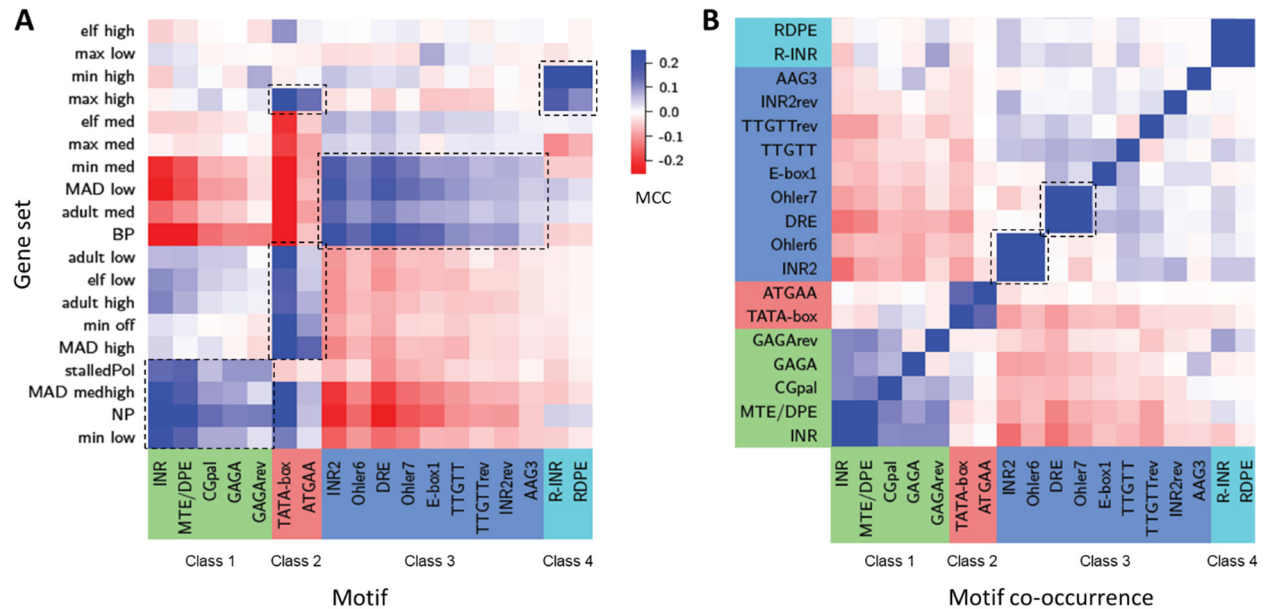 A
Gene set
elf high
max low
min high
max high
elf med
max med
min med
MAD low
adult med
BP
adult low
elf low
adult high
min off
MAD high
stalledPol
MAD medhigh
NP
min low
INR
MTE/DPE
CGpal
GAGA
GAGArev
TATA-box
ATGAA
INR2
Ohler6
DRE
Ohler7
E-box1
TTGTT
TTGTTrev
INR2rev
AAG3
R-INR
RDPE
Class 1
Class 2
Class 3
Class 4
Motif
0.2
0.1
0.0
-0.1
-0.2
MCC
B
RDPE
R-INR
AAG3
INR2rev
TTGTTrev
TTGTT
E-box1
Ohler7
DRE
Ohler6
INR2
ATGAA
TATA-box
GAGArev
GAGA
CGpal
MTE/DPE
INR
INR
MTE/DPE
CGpal
GAGA
GAGArev
TATA-box
ATGAA
INR2
Ohler6
DRE
Ohler7
E-box1
TTGTT
TTGTTrev
INR2rev
AAG3
R-INR
RDPE
Class 1
Class 2
Class 3
Class 4
Motif co-occurrence